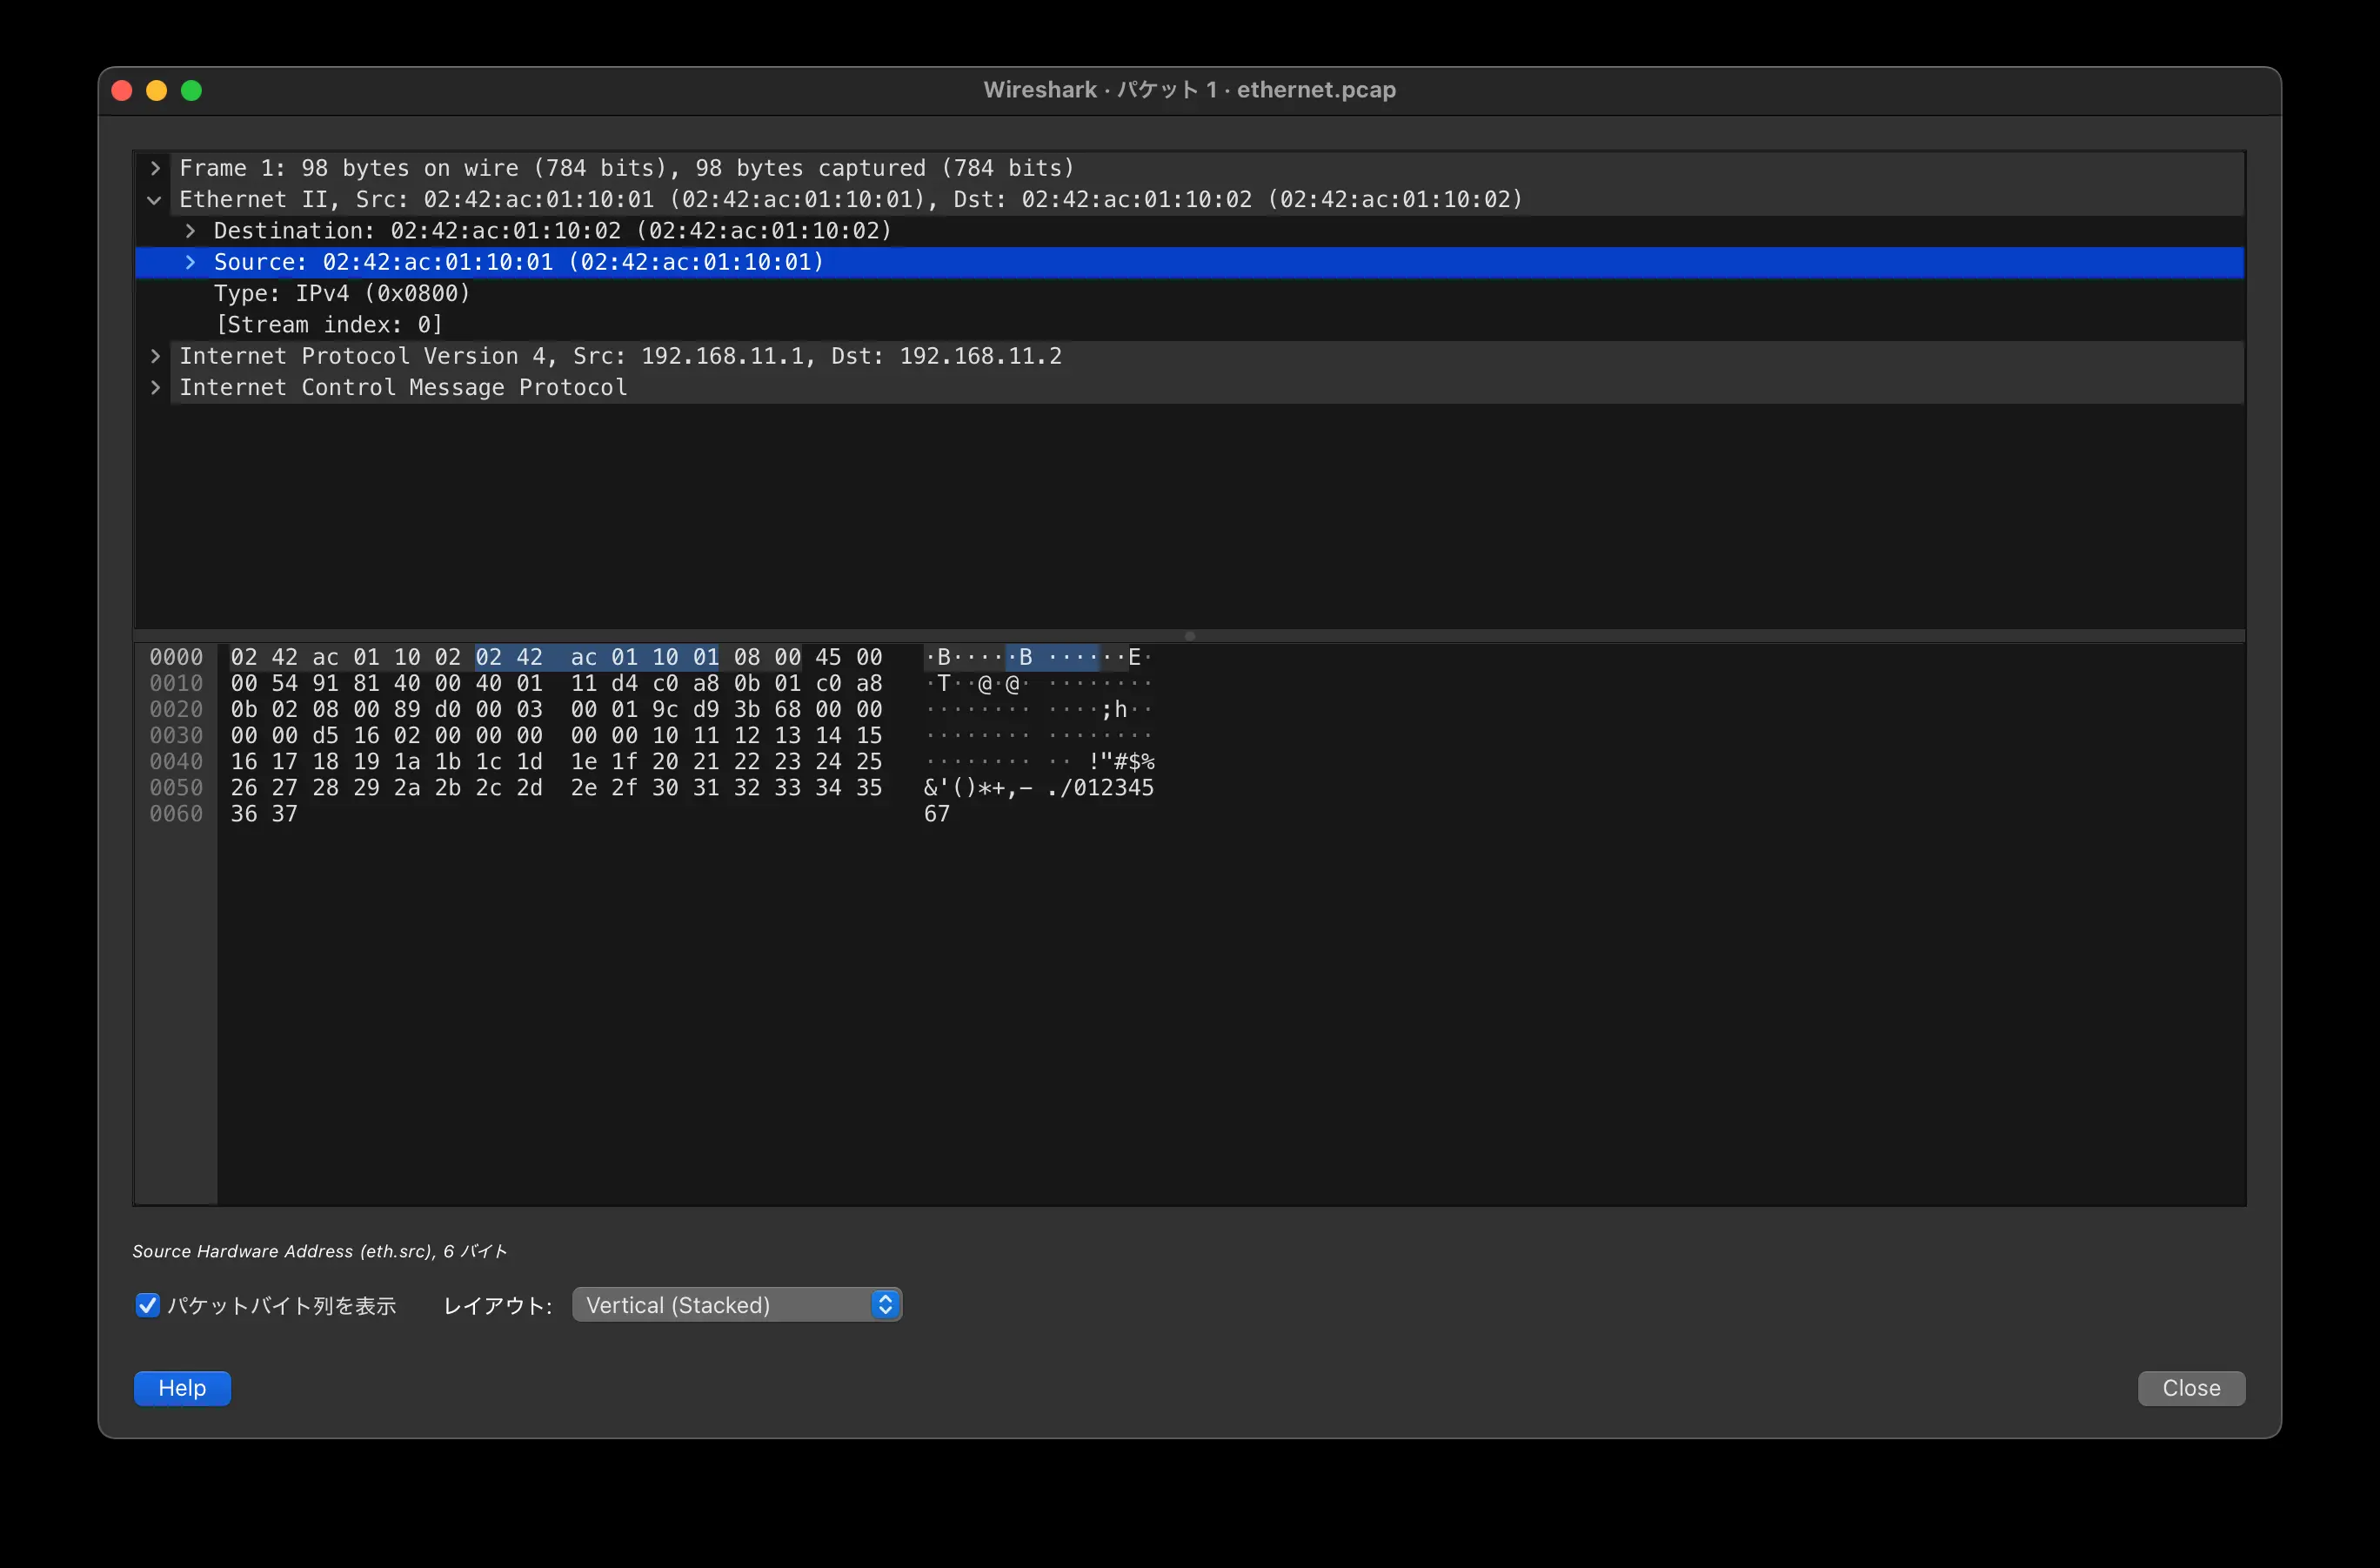 Wireshark · パケット 1 · ethernet.pcap
Frame 1: 98 bytes on wire (784 bits), 98 bytes captured (784 bits)
Ethernet II, Src: 02:42:ac:01:10:01 (02:42:ac:01:10:01), Dst: 02:42:ac:01:10:02 (02:42:ac:01:10:02)
Destination: 02:42:ac:01:10:02 (02:42:ac:01:10:02)
Source: 02:42:ac:01:10:01 (02:42:ac:01:10:01)
Type: IPv4 (0x0800)
[Stream index: 0]
Internet Protocol Version 4, Src: 192.168.11.1, Dst: 192.168.11.2
Internet Control Message Protocol
0000 02 42 ac 01 10 02 02 42 ac 01 10 01 08 00 45 00 ·B·····B ······E·
0010 00 54 91 81 40 00 40 01 11 d4 c0 a8 0b 01 c0 a8 ·T··@·@· ········
0020 0b 02 08 00 89 d0 00 03 00 01 9c d9 3b 68 00 00 ········ ····;h··
0030 00 00 d5 16 02 00 00 00 00 00 10 11 12 13 14 15 ········ ········
0040 16 17 18 19 1a 1b 1c 1d 1e 1f 20 21 22 23 24 25 ········ ·· !"#$%
0050 26 27 28 29 2a 2b 2c 2d 2e 2f 30 31 32 33 34 35 &'()*+,- ./012345
0060 36 37 67
Source Hardware Address (eth.src), 6 バイト
パケットバイト列を表示 レイアウト: Vertical (Stacked)
Help Close